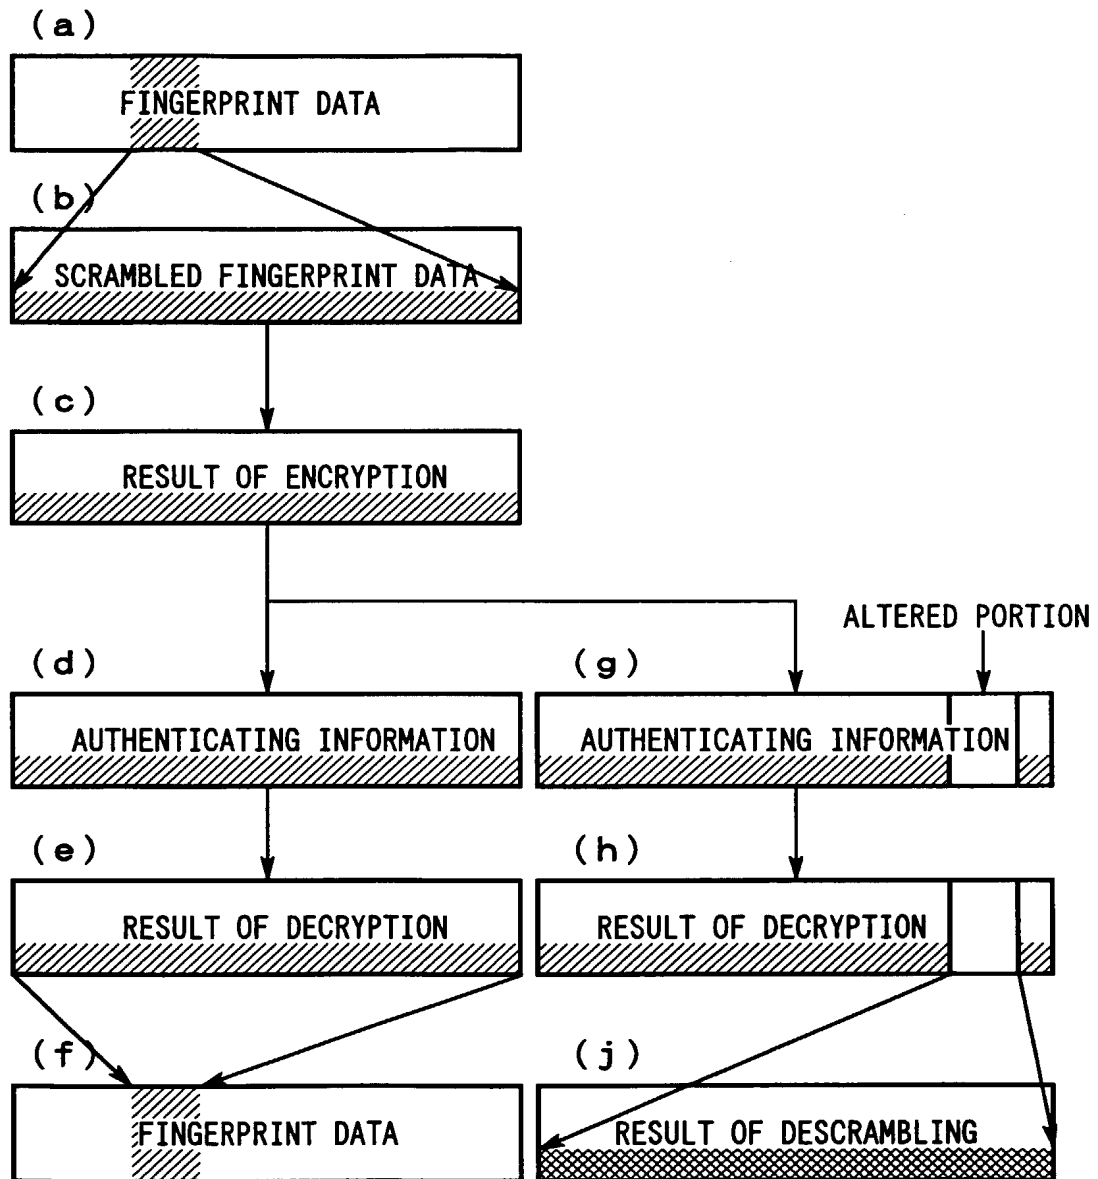 (a)
FINGERPRINT DATA
(b)
SCRAMBLED FINGERPRINT DATA
(c)
RESULT OF ENCRYPTION
ALTERED PORTION
(d)
(g)
AUTHENTICATING INFORMATION
AUTHENTICATING INFORMATION
(e)
(h)
RESULT OF DECRYPTION
RESULT OF DECRYPTION
(f)
(j)
FINGERPRINT DATA
RESULT OF DESCRAMBLING